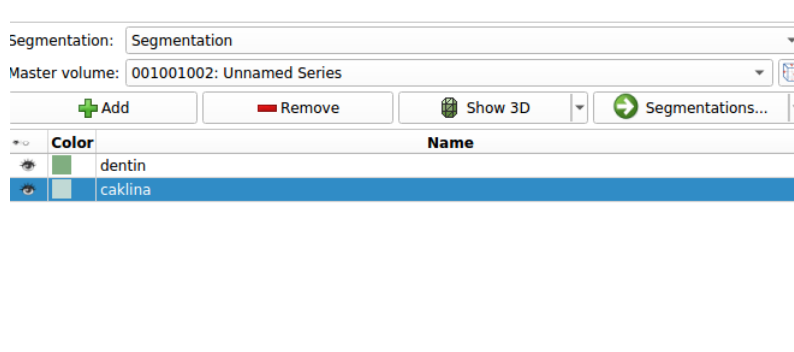 Segmentation: Segmentation
Master volume: 001001002: Unnamed Series
Add Remove Show 3D Segmentations...
Color Name
dentin
caklina